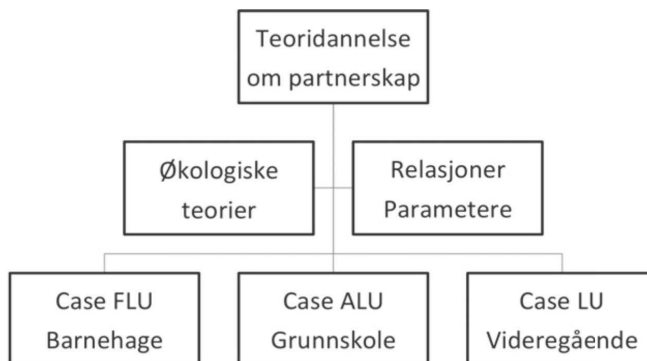 Teoridannelse
om partnerskap
Økologiske
teorier
Relasjoner
Parametere
Case FLU
Barnehage
Case ALU
Grunnskole
Case LU
Videregående